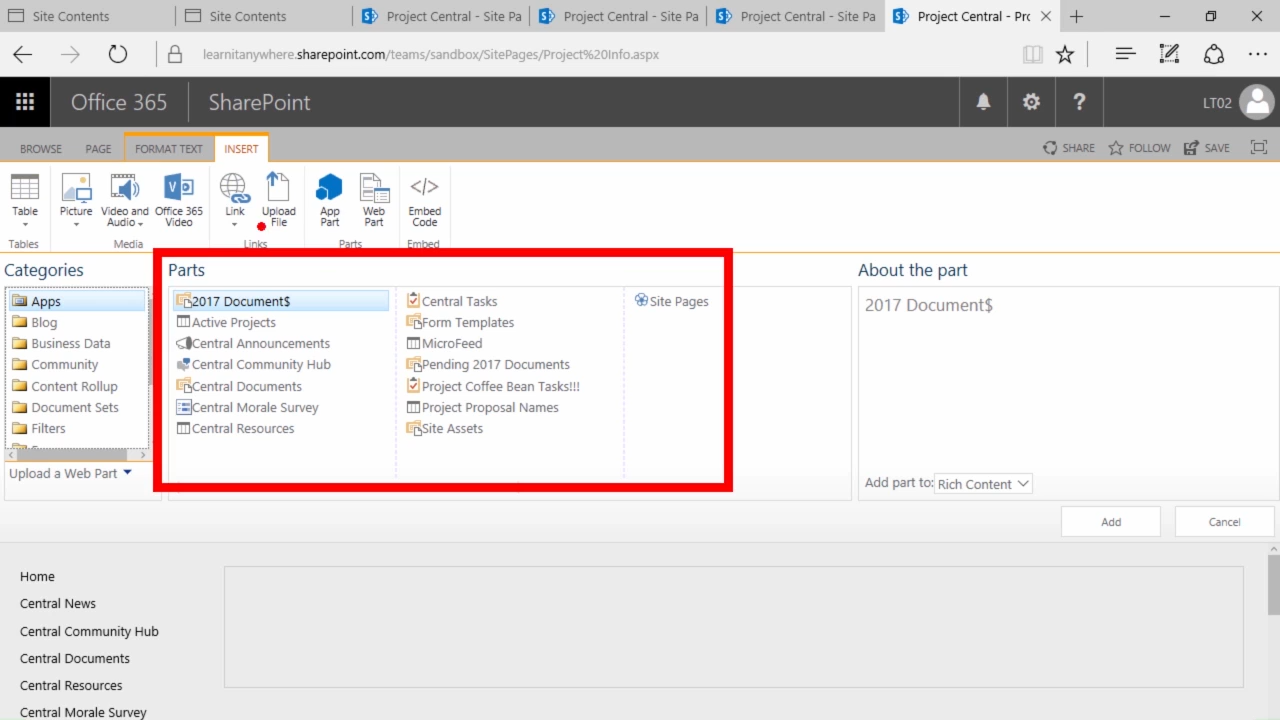 Site Contents
Site Contents
Project Central - Site Pa
Project Central - Site Pa
Project Central - Site Pa
Project Central - Pro
learnitanywhere.sharepoint.com/teams/sandbox/SitePages/Project%20Info.aspx
Office 365
SharePoint
LT02
BROWSE
PAGE
FORMAT TEXT
INSERT
SHARE
FOLLOW
SAVE
Table
Picture
Video and
Audio
Office 365
Video
Link
Upload
File
App
Part
Web
Part
Embed
Code
Tables
Media
Links
Parts
Embed
Categories
Apps
Blog
Business Data
Community
Content Rollup
Document Sets
Filters
Upload a Web Part
Parts
2017 Document$
Active Projects
Central Announcements
Central Community Hub
Central Documents
Central Morale Survey
Central Resources
Central Tasks
Form Templates
MicroFeed
Pending 2017 Documents
Project Coffee Bean Tasks!!!
Project Proposal Names
Site Assets
Site Pages
About the part
2017 Document$
Add part to: Rich Content
Add
Cancel
Home
Central News
Central Community Hub
Central Documents
Central Resources
Central Morale Survey